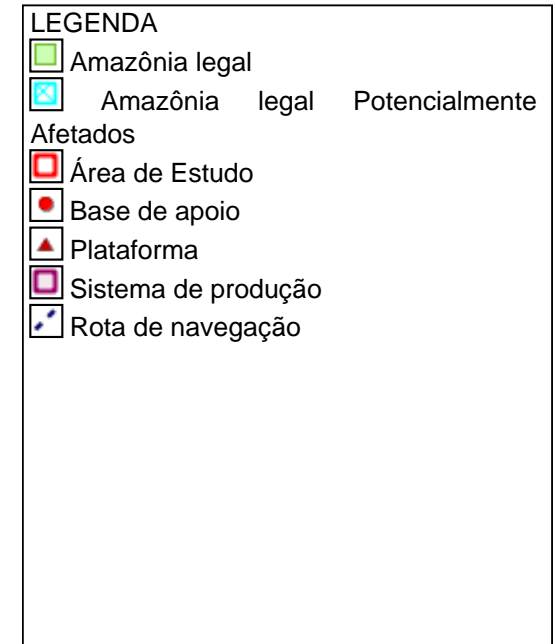 LEGENDA
Amazônia legal
Amazônia legal Potencialmente
Afetados
Área de Estudo
Base de apoio
Plataforma
Sistema de produção
Rota de navegação